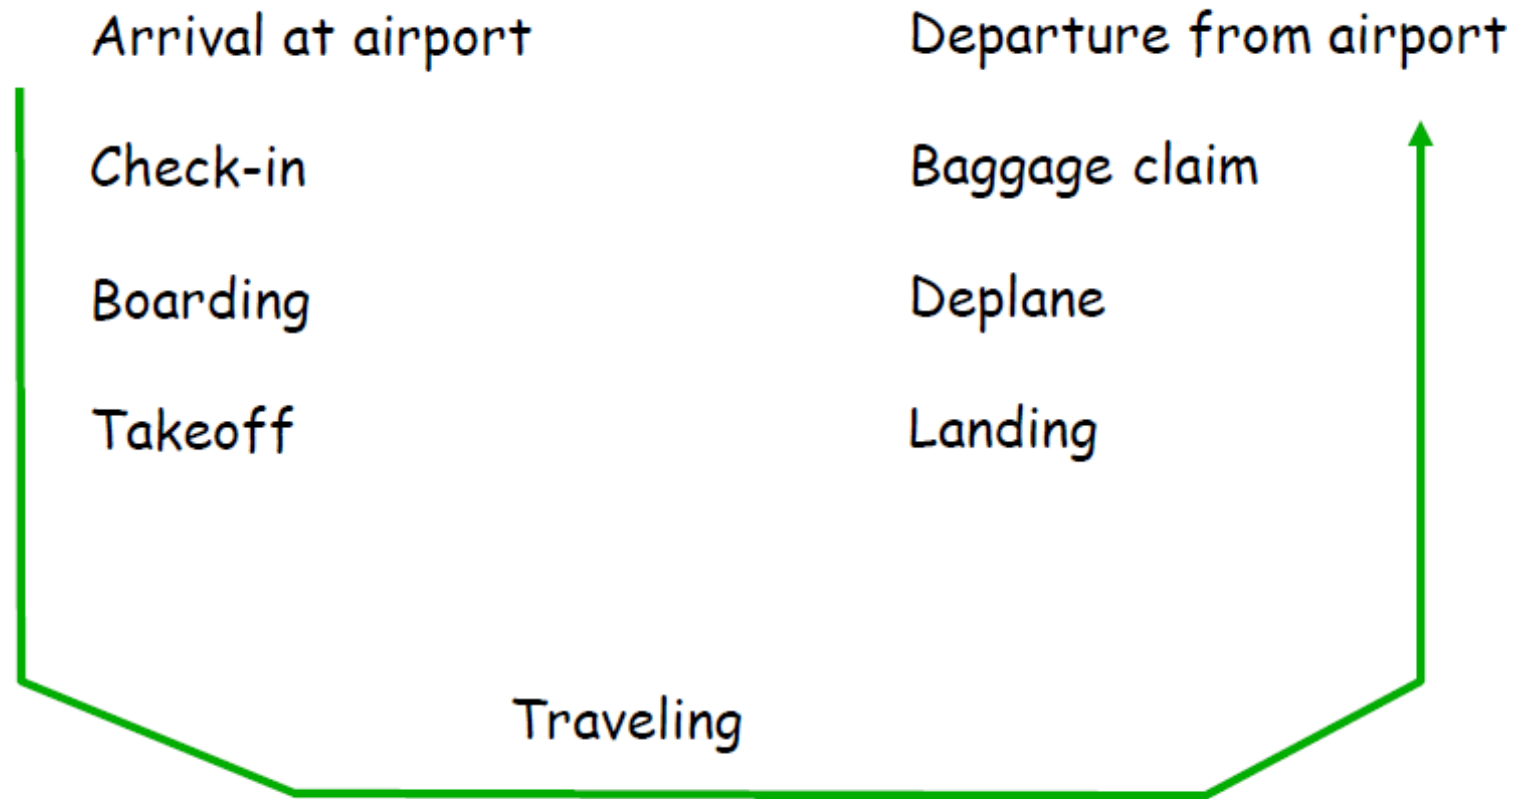 Arrival at airport
Check-in
Boarding
Takeoff
Traveling
Landing
Deplane
Baggage claim
Departure from airport